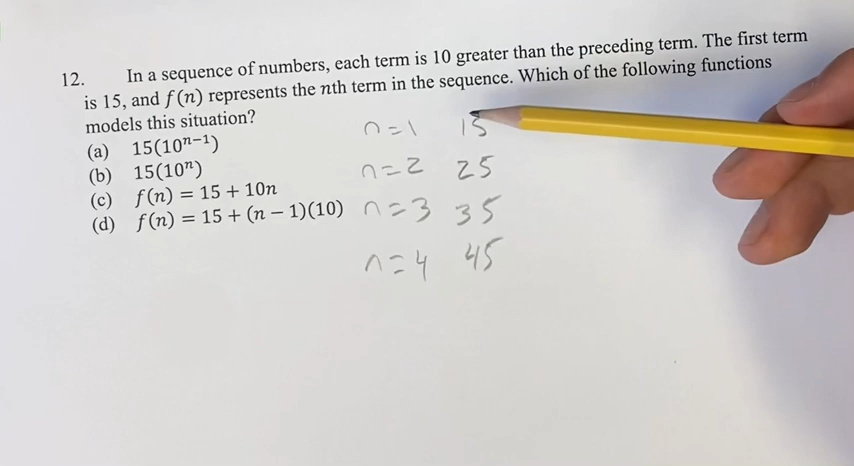 12. In a sequence of numbers, each term is 10 greater than the preceding term. The first term
is 15, and f(n) represents the nth term in the sequence. Which of the following functions
models this situation?
(a) 15(10ⁿ⁻¹)
(b) 15(10ⁿ)
(c) f(n) = 15 + 10n
(d) f(n) = 15 + (n − 1)(10)
n=1 15
n=2 25
n=3 35
n=4 45